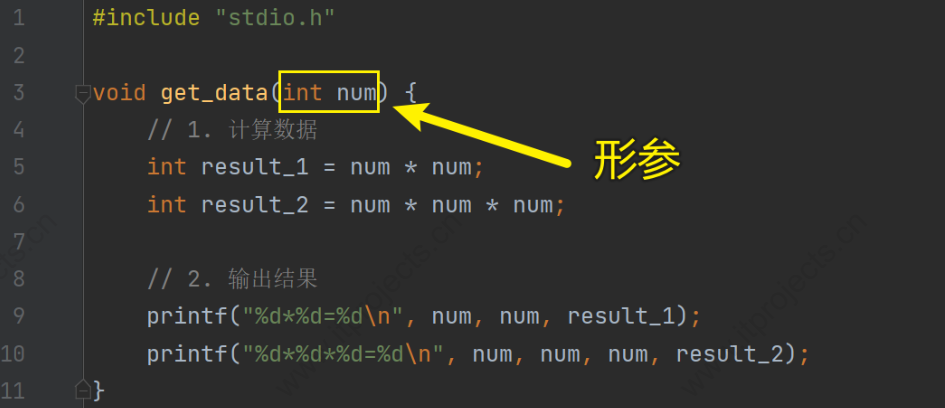 1 #include "stdio.h"
2
3 void get_data(int num) {
4 // 1. 计算数据
形参
5 int result_1 = num * num;
6 int result_2 = num * num * num;
7
8 // 2. 输出结果
9 printf("%d*%d=%d\n", num, num, result_1);
10 printf("%d*%d*%d=%d\n", num, num, num, result_2);
11 }